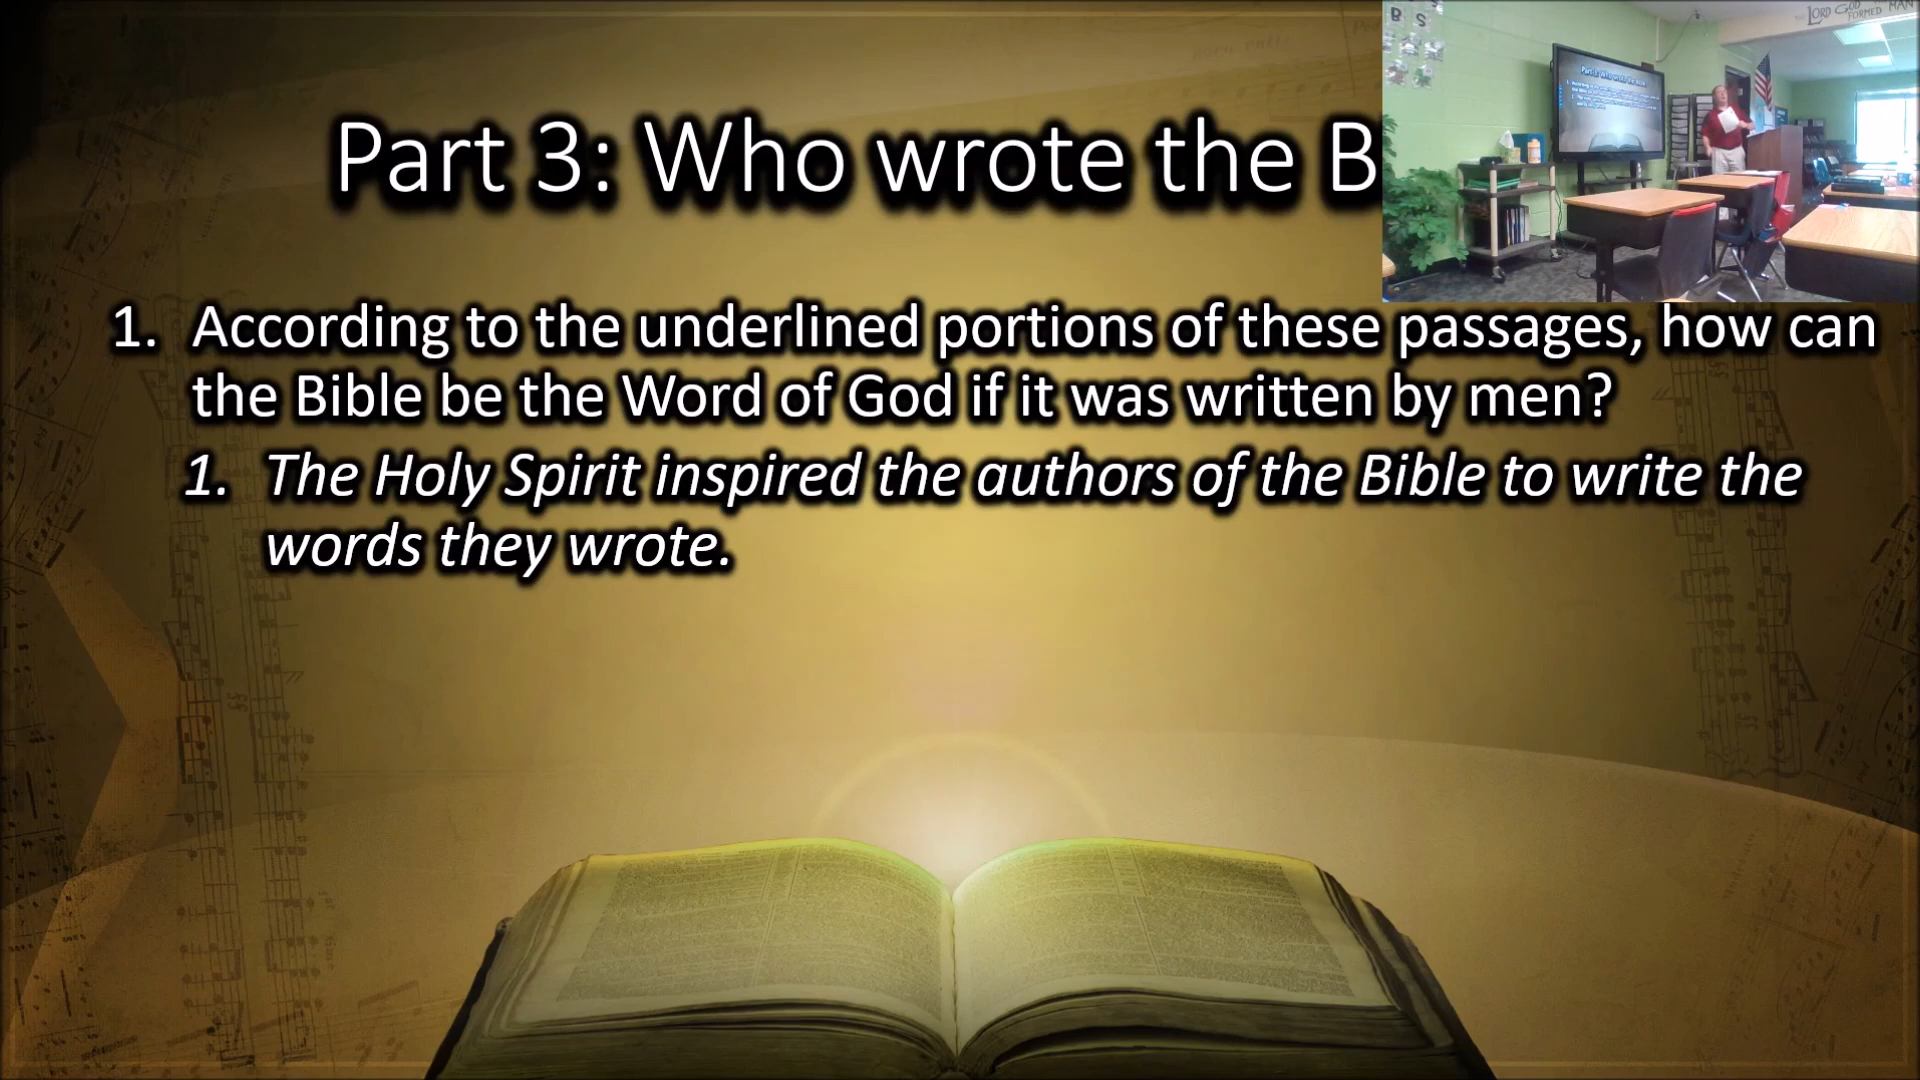 Part 3: Who wrote the B
1. According to the underlined portions of these passages, how can
the Bible be the Word of God if it was written by men?
1. The Holy Spirit inspired the authors of the Bible to write the
words they wrote.
B S
LORD GOD
FORMED MAN